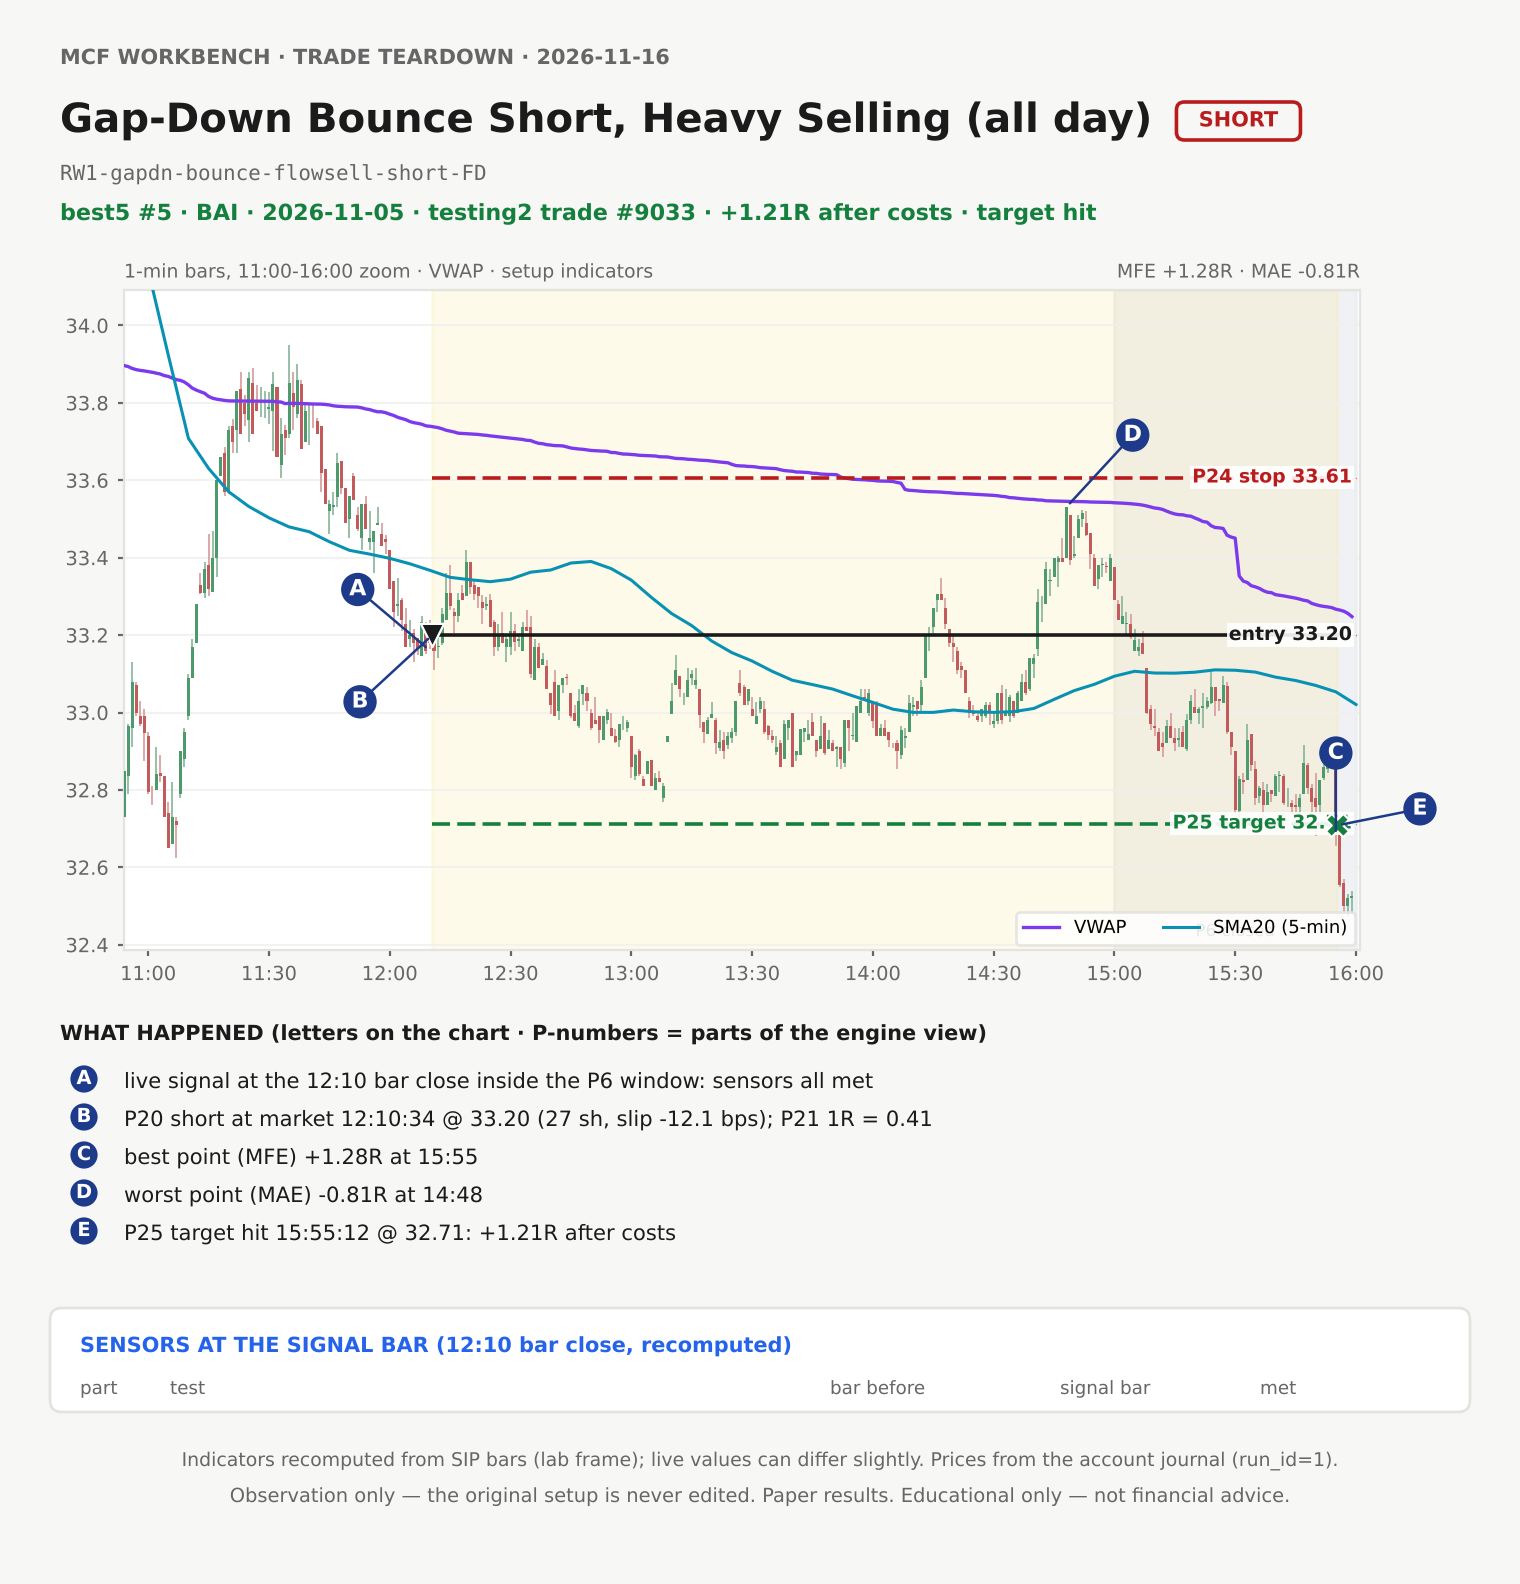 MCF WORKBENCH · TRADE TEARDOWN · 2026-11-16
Gap-Down Bounce Short, Heavy Selling (all day)
SHORT
RW1-gapdn-bounce-flowsell-short-FD
best5 #5 · BAI · 2026-11-05 · testing2 trade #9033 · +1.21R after costs · target hit
1-min bars, 11:00-16:00 zoom · VWAP · setup indicators
MFE +1.28R · MAE -0.81R
34.0
33.8
33.6
33.4
33.2
33.0
32.8
32.6
32.4
D
P24 stop 33.61
A
entry 33.20
B
C
E
P25 target 32.
VWAP
SMA20 (5-min)
11:00
11:30
12:00
12:30
13:00
13:30
14:00
14:30
15:00
15:30
16:00
WHAT HAPPENED (letters on the chart · P-numbers = parts of the engine view)
A live signal at the 12:10 bar close inside the P6 window: sensors all met
B P20 short at market 12:10:34 @ 33.20 (27 sh, slip -12.1 bps); P21 1R = 0.41
C best point (MFE) +1.28R at 15:55
D worst point (MAE) -0.81R at 14:48
E P25 target hit 15:55:12 @ 32.71: +1.21R after costs
SENSORS AT THE SIGNAL BAR (12:10 bar close, recomputed)
part test bar before signal bar met
Indicators recomputed from SIP bars (lab frame); live values can differ slightly. Prices from the account journal (run_id=1).
Observation only — the original setup is never edited. Paper results. Educational only — not financial advice.